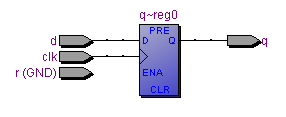 q~reg0
PRE
d
D
Q
q
clk
r (GND)
ENA
CLR